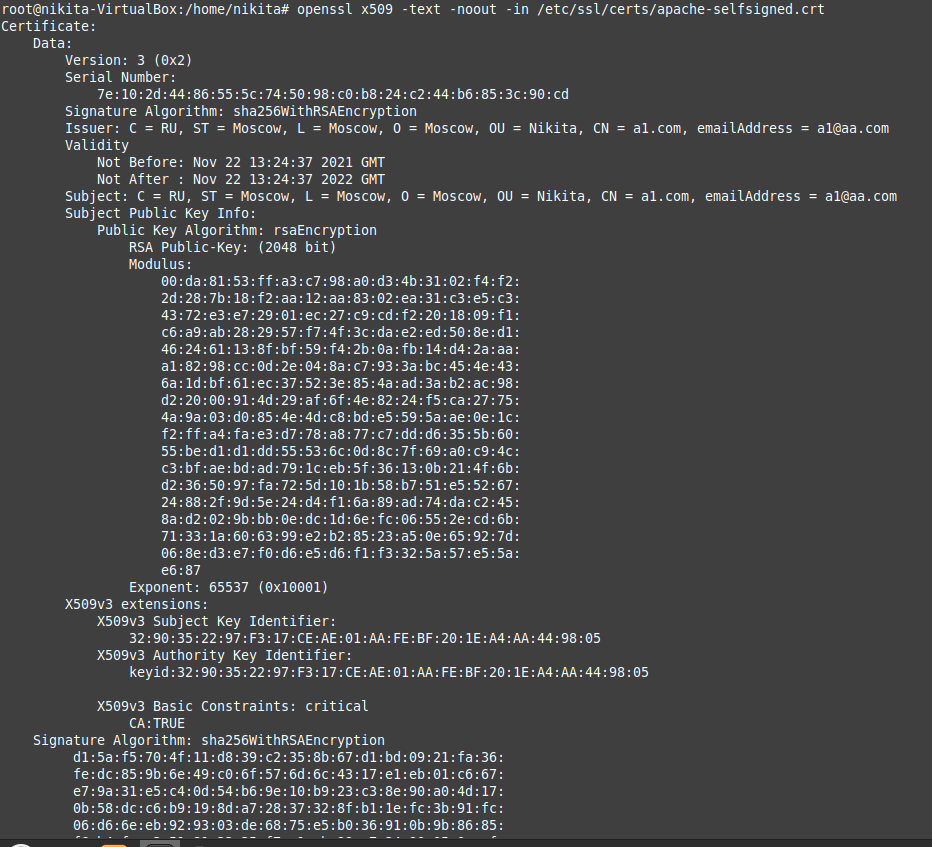 root@nikita-VirtualBox:/home/nikita# openssl x509 -text -noout -in /etc/ssl/certs/apache-selfsigned.crt
Certificate:
Data:
Version: 3 (0x2)
Serial Number:
7e:10:2d:44:86:55:5c:74:50:98:c0:b8:24:c2:44:b6:85:3c:90:cd
Signature Algorithm: sha256WithRSAEncryption
Issuer: C = RU, ST = Moscow, L = Moscow, O = Moscow, OU = Nikita, CN = a1.com, emailAddress = a1@aa.com
Validity
Not Before: Nov 22 13:24:37 2021 GMT
Not After : Nov 22 13:24:37 2022 GMT
Subject: C = RU, ST = Moscow, L = Moscow, O = Moscow, OU = Nikita, CN = a1.com, emailAddress = a1@aa.com
Subject Public Key Info:
Public Key Algorithm: rsaEncryption
RSA Public-Key: (2048 bit)
Modulus:
00:da:81:53:ff:a3:c7:98:a0:d3:4b:31:02:f4:f2:
2d:28:7b:18:f2:aa:12:aa:83:02:ea:31:c3:e5:c3:
43:72:e3:e7:29:01:ec:27:c9:cd:f2:20:18:09:f1:
c6:a9:ab:28:29:57:f7:4f:3c:da:e2:ed:50:8e:d1:
46:24:61:13:8f:bf:59:f4:2b:0a:fb:14:d4:2a:aa:
a1:82:98:cc:0d:2e:04:8a:c7:93:3a:bc:45:4e:43:
6a:1d:bf:61:ec:37:52:3e:85:4a:ad:3a:b2:ac:98:
d2:20:00:91:4d:29:af:6f:4e:82:24:f5:ca:27:75:
4a:9a:03:d0:85:4e:4d:c8:bd:e5:59:5a:ae:0e:1c:
f2:ff:a4:fa:e3:d7:78:a8:77:c7:dd:d6:35:5b:60:
55:be:d1:d1:dd:55:53:6c:0d:8c:7f:69:a0:c9:4c:
c3:bf:ae:bd:ad:79:1c:eb:5f:36:13:0b:21:4f:6b:
d2:36:50:97:fa:72:5d:10:1b:58:b7:51:e5:52:67:
24:88:2f:9d:5e:24:d4:f1:6a:89:ad:74:da:c2:45:
8a:d2:02:9b:bb:0e:dc:1d:6e:fc:06:55:2e:cd:6b:
71:33:1a:60:63:99:e2:b2:85:23:a5:0e:65:92:7d:
06:8e:d3:e7:f0:d6:e5:d6:f1:f3:32:5a:57:e5:5a:
e6:87
Exponent: 65537 (0x10001)
X509v3 extensions:
X509v3 Subject Key Identifier:
32:90:35:22:97:F3:17:CE:AE:01:AA:FE:BF:20:1E:A4:AA:44:98:05
X509v3 Authority Key Identifier:
keyid:32:90:35:22:97:F3:17:CE:AE:01:AA:FE:BF:20:1E:A4:AA:44:98:05
X509v3 Basic Constraints: critical
CA:TRUE
Signature Algorithm: sha256WithRSAEncryption
d1:5a:f5:70:4f:11:d8:39:c2:35:8b:67:d1:bd:09:21:fa:36:
fe:dc:85:9b:6e:49:c0:6f:57:6d:6c:43:17:e1:eb:01:c6:67:
e7:9a:31:e5:c4:0d:54:b6:9e:10:b9:23:c3:8e:90:a0:4d:17:
0b:58:dc:c6:b9:19:8d:a7:28:37:32:8f:b1:1e:fc:3b:91:fc:
06:d6:6e:eb:92:93:03:de:68:75:e5:b0:36:91:0b:9b:86:85: